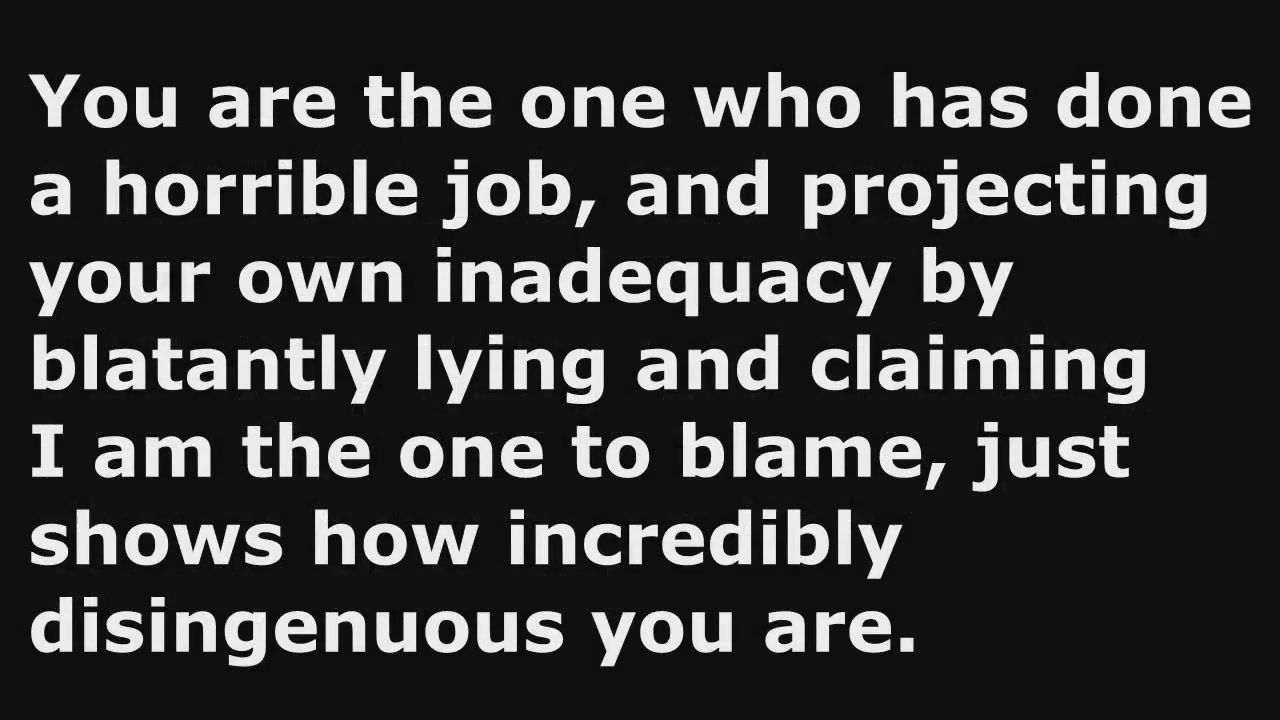 You are the one who has done
a horrible job, and projecting
your own inadequacy by
blatantly lying and claiming
I am the one to blame, just
shows how incredibly
disingenuous you are.